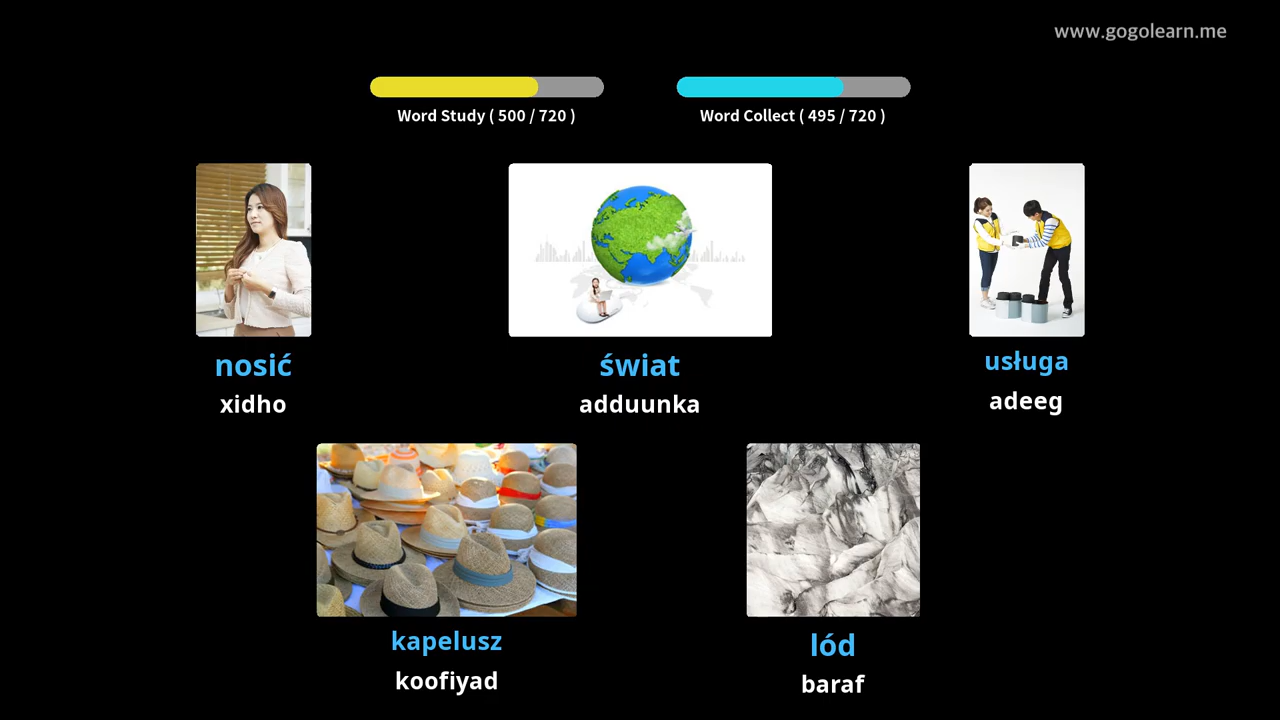 www.gogolearn.me
Word Study ( 500 / 720 )
Word Collect ( 495 / 720 )
nosić
xidho
świat
adduunka
usługa
adeeg
kapelusz
koofiyad
lód
baraf